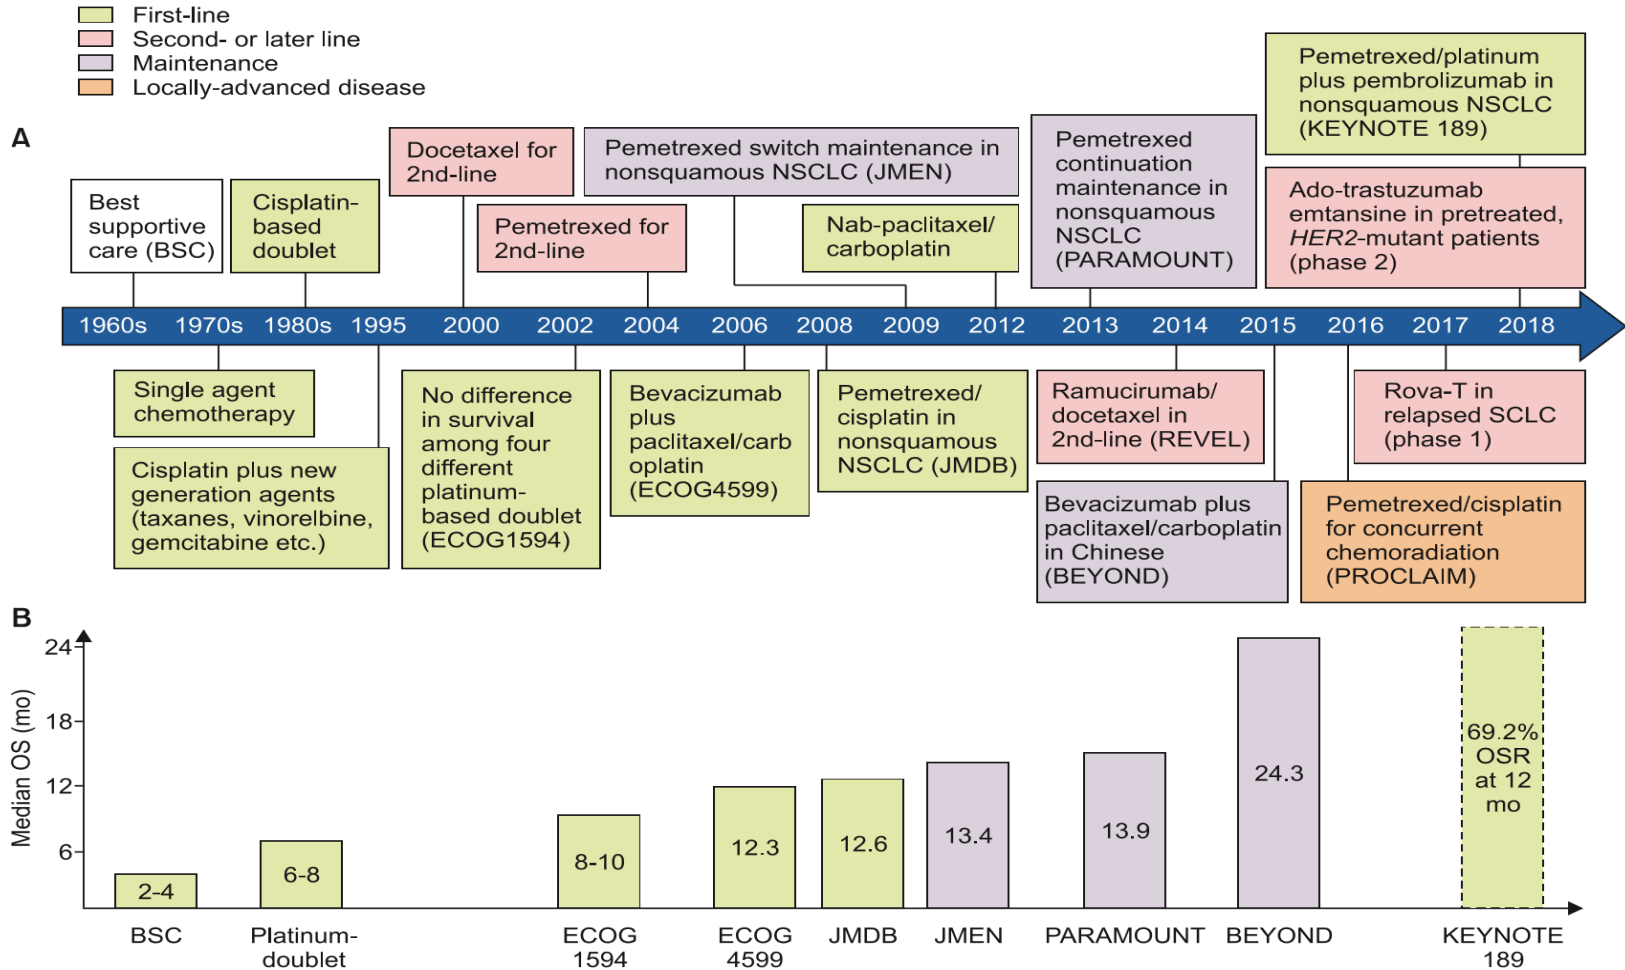 First-line
Second- or later line
Maintenance
Locally-advanced disease
A
Best
supportive
care (BSC)
Cisplatin-
based
doublet
Docetaxel for
2nd-line
Pemetrexed for
2nd-line
Pemetrexed switch maintenance in
nonsquamous NSCLC (JMEN)
Nab-paclitaxel/
carboplatin
Pemetrexed
continuation
maintenance in
nonsquamous
NSCLC
(PARAMOUNT)
Pemetrexed/platinum
plus pembrolizumab in
nonsquamous NSCLC
(KEYNOTE 189)
Ado-trastuzumab
emtansine in pretreated,
HER2-mutant patients
(phase 2)
1960s 1970s 1980s 1995 2000 2002 2004 2006 2008 2009 2012 2013 2014 2015 2016 2017 2018
Single agent
chemotherapy
Cisplatin plus new
generation agents
(taxanes, vinorelbine,
gemcitabine etc.)
No difference
in survival
among four
different
platinum-
based doublet
(ECOG1594)
Bevacizumab
plus
paclitaxel/carb
oplatin
(ECOG4599)
Pemetrexed/
cisplatin in
nonsquamous
NSCLC (JMDB)
Ramucirumab/
docetaxel in
2nd-line (REVEL)
Bevacizumab plus
paclitaxel/carboplatin
in Chinese
(BEYOND)
Rova-T in
relapsed SCLC
(phase 1)
Pemetrexed/cisplatin
for concurrent
chemoradiation
(PROCLAIM)
B
Median OS (mo)
24
18
12
6
2-4
6-8
8-10
12.3
12.6
13.4
13.9
24.3
69.2%
OSR
at 12
mo
BSC
Platinum-
doublet
ECOG
1594
ECOG
4599
JMDB
JMEN
PARAMOUNT
BEYOND
KEYNOTE
189